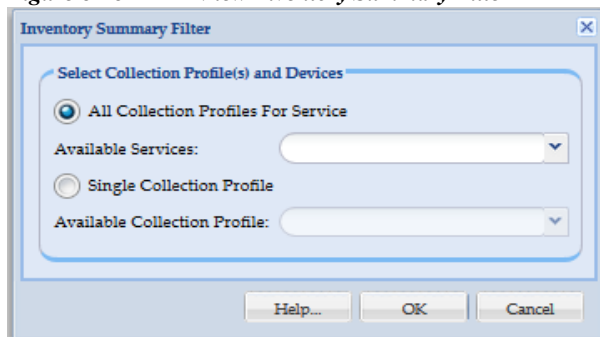 Inventory Summary Filter
Select Collection Profile(s) and Devices
All Collection Profiles For Service
Available Services:
Single Collection Profile
Available Collection Profile:
Help... OK Cancel